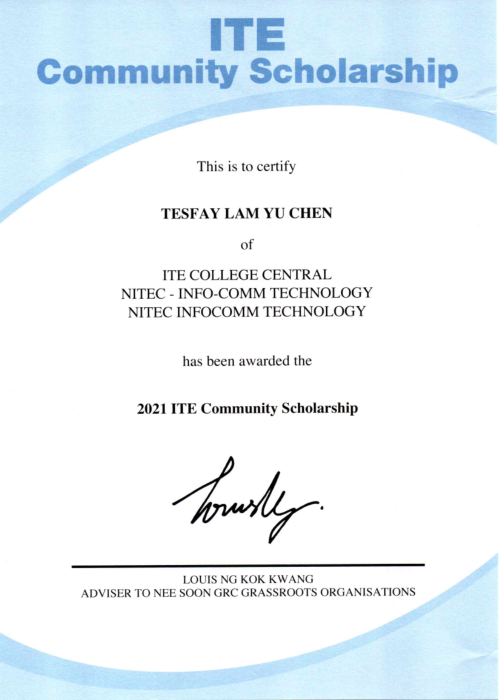 ITE
Community Scholarship
This is to certify
TESFAY LAM YU CHEN
of
ITE COLLEGE CENTRAL
NITEC - INFO-COMM TECHNOLOGY
NITEC INFOCOMM TECHNOLOGY
has been awarded the
2021 ITE Community Scholarship
LOUIS NG KOK KWANG
ADVISER TO NEE SOON GRC GRASSROOTS ORGANISATIONS